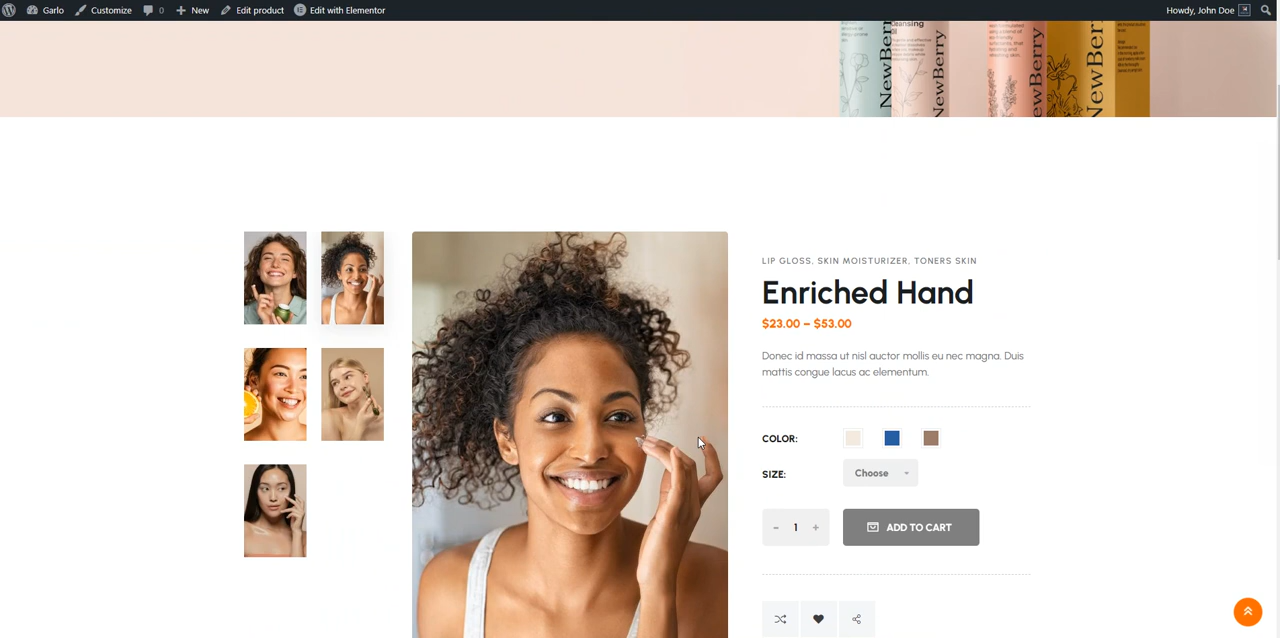 Garlo Customize 0 New Edit product Edit with Elementor Howdy, John Doe
Cleansing
NewBerry NewBerry NewBerry NewBerry
LIP GLOSS, SKIN MOISTURIZER, TONERS SKIN
Enriched Hand
$23.00 – $53.00
Donec id massa ut nisl auctor mollis eu nec magna. Duis
mattis congue lacus ac elementum.
COLOR:
SIZE: Choose
- 1 + ADD TO CART